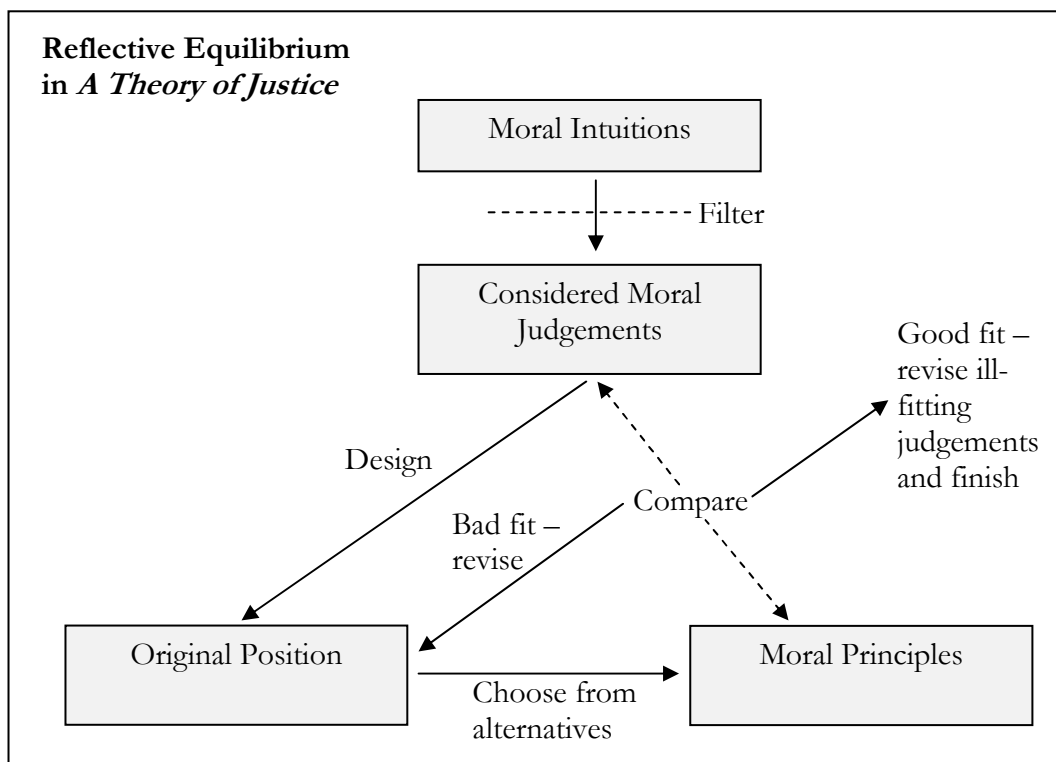 Reflective Equilibrium
in A Theory of Justice
Moral Intuitions
Filter
Considered Moral
Judgements
Good fit –
revise ill-
fitting
judgements
and finish
Design
Compare
Bad fit –
revise
Original Position
Moral Principles
Choose from
alternatives